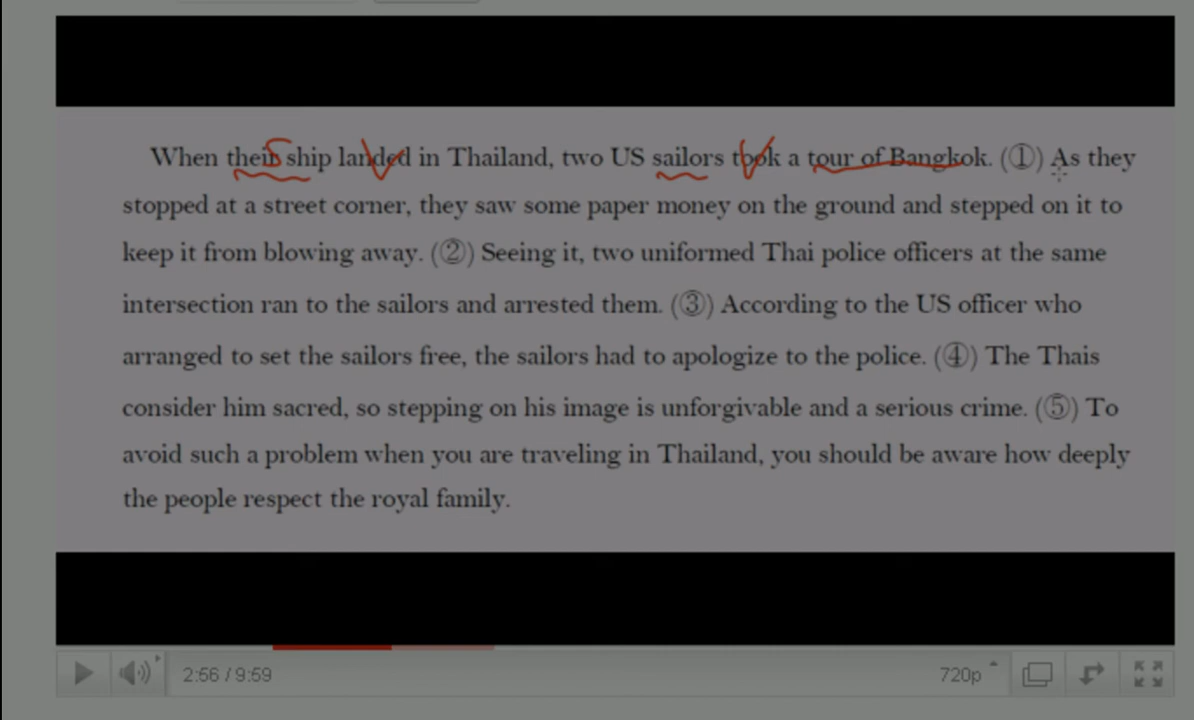 When their ship landed in Thailand, two US sailors took a tour of Bangkok. (①) As they
stopped at a street corner, they saw some paper money on the ground and stepped on it to
keep it from blowing away. (②) Seeing it, two uniformed Thai police officers at the same
intersection ran to the sailors and arrested them. (③) According to the US officer who
arranged to set the sailors free, the sailors had to apologize to the police. (④) The Thais
consider him sacred, so stepping on his image is unforgivable and a serious crime. (⑤) To
avoid such a problem when you are traveling in Thailand, you should be aware how deeply
the people respect the royal family.
S V V
2:56 / 9:59 720p